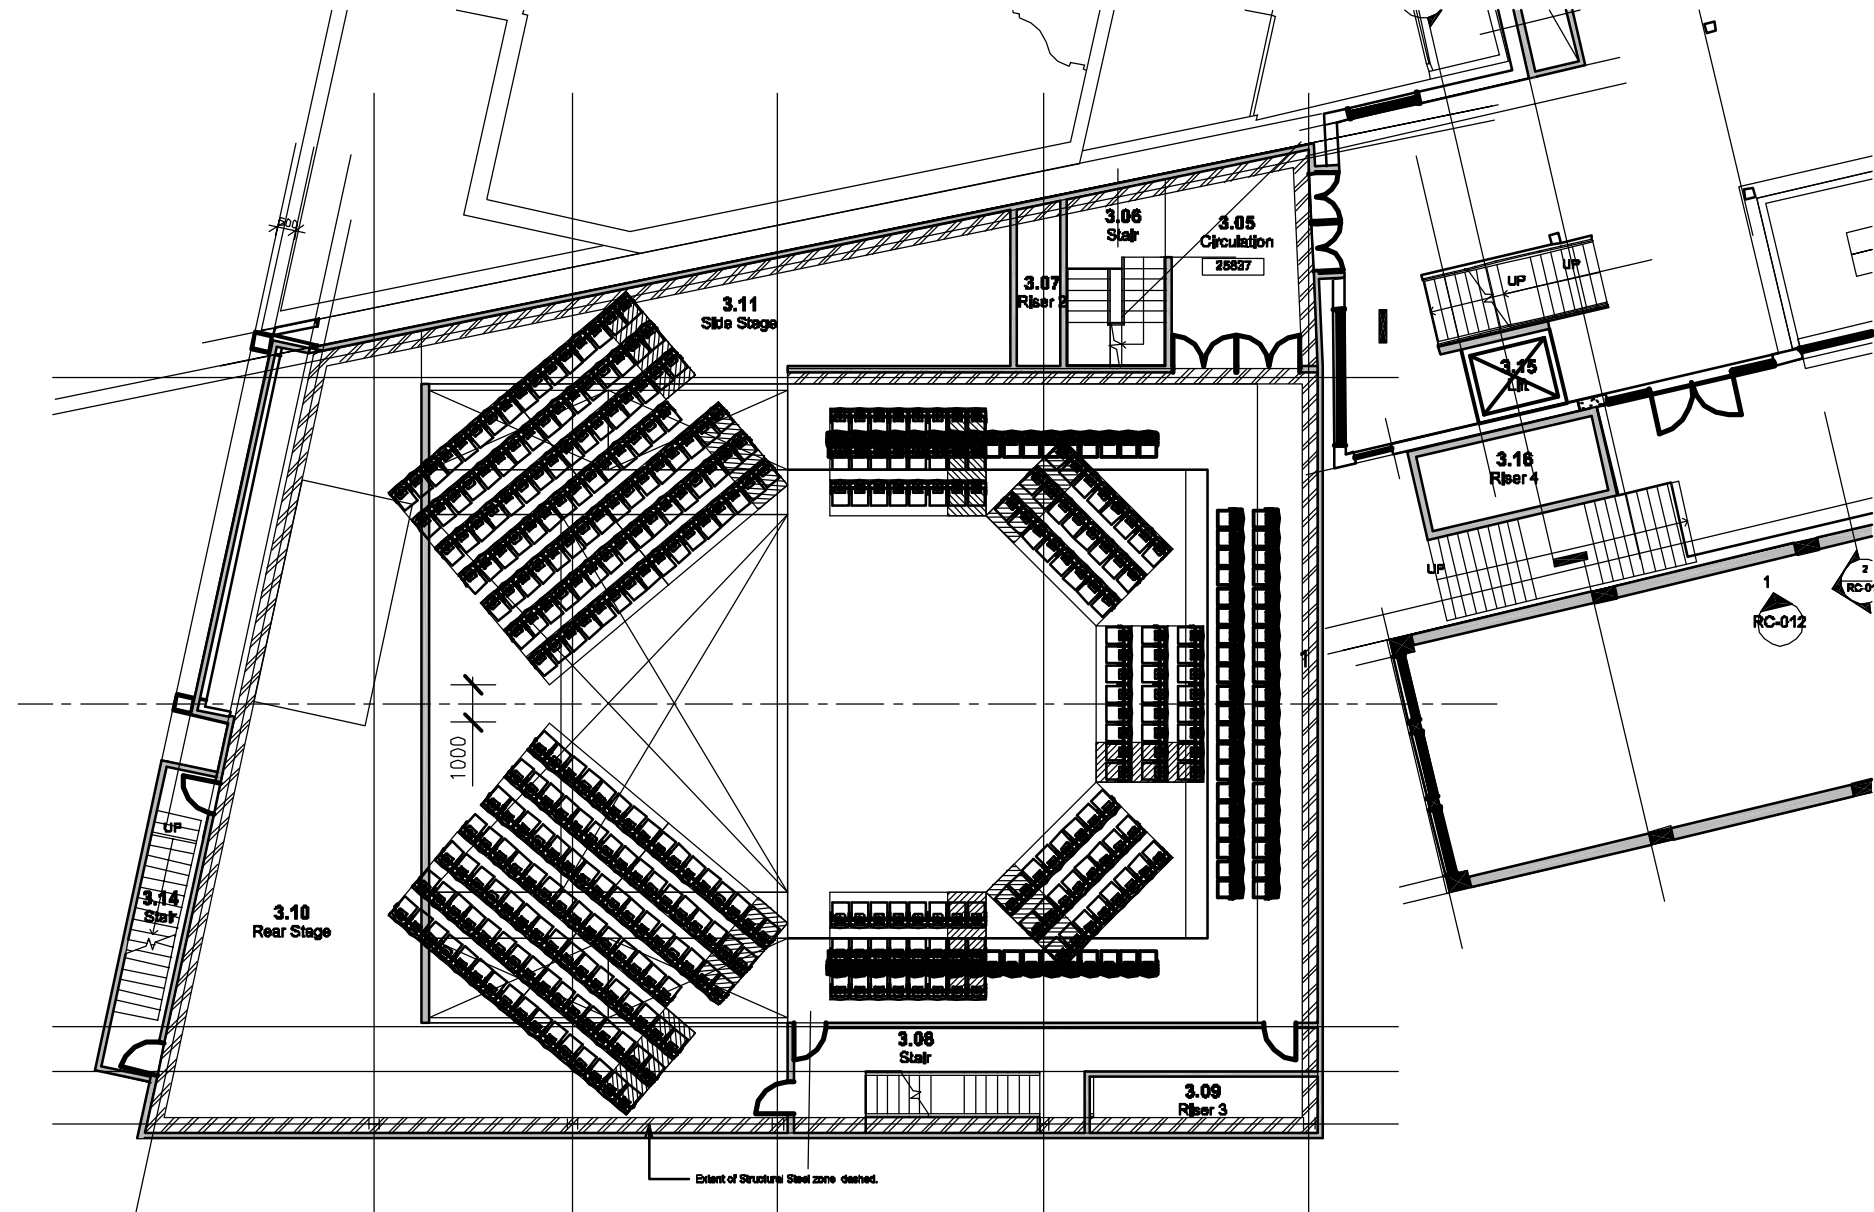 500
3.06
Stair
3.05
Circulation
25837
3.07
Riser 2
3.11
Side Stage
UP
UP
3.15
Lift
3.16
Riser 4
UP
1
RC-012
2
1
1000
UP
3.14
Stair
3.10
Rear Stage
3.08
Stair
3.09
Riser 3
Extent of Structural Steel zone dashed.